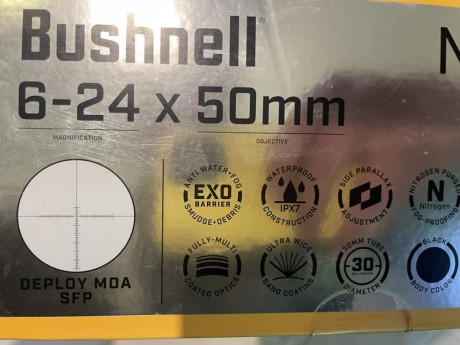 Bushnell® N
6-24 x 50mm
MAGNIFICATION OBJECTIVE
ANTI WATER+FOG EXO BARRIER SMUDGE+DEBRIS
WATERPROOF IPX7 CONSTRUCTION
SIDE PARALLAX ADJUSTMENT
NITROGEN PURGED N Nitrogen FOG-PROOFING
DEPLOY MOA
SFP
FULLY-MULTI COATED OPTICS
ULTRA WIDE BAND COATING
30MM TUBE -30- DIAMETER
BLACK BODY COLOR